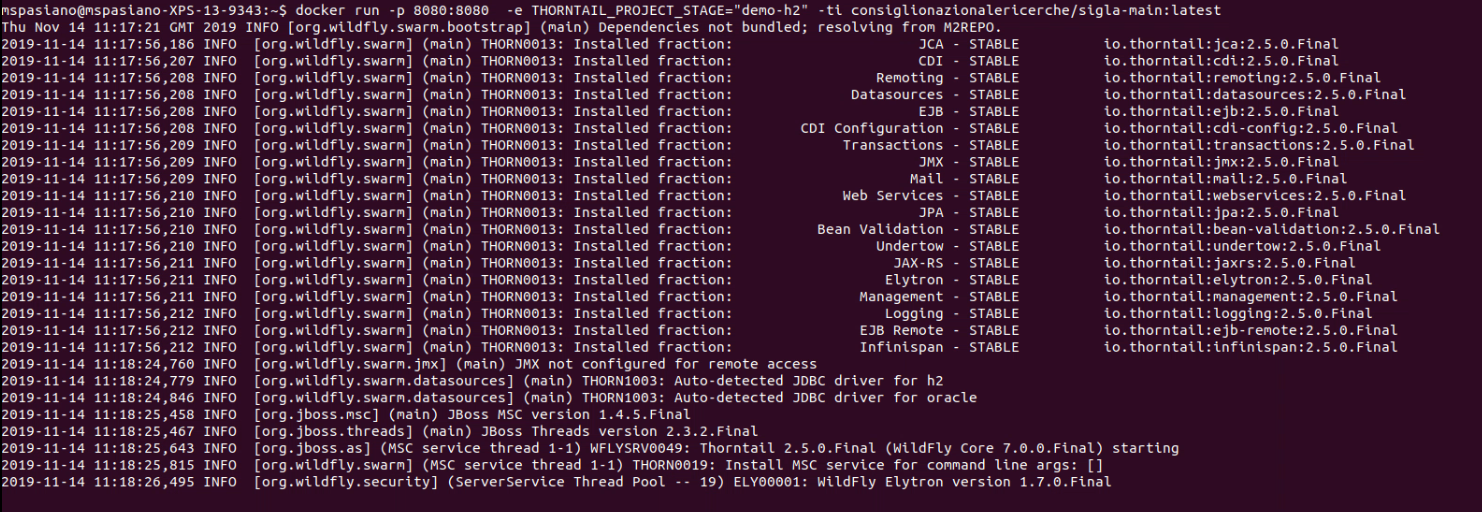 mspasiano@mspasiano-XPS-13-9343:~$ docker run -p 8080:8080  -e THORNTAIL_PROJECT_STAGE="demo-h2" -ti consiglionazionalericerche/sigla-main:latest
Thu Nov 14 11:17:21 GMT 2019 INFO [org.wildfly.swarm.bootstrap] (main) Dependencies not bundled; resolving from M2REPO.
2019-11-14 11:17:56,186 INFO  [org.wildfly.swarm] (main) THORN0013: Installed fraction:                      JCA - STABLE          io.thorntail:jca:2.5.0.Final
2019-11-14 11:17:56,207 INFO  [org.wildfly.swarm] (main) THORN0013: Installed fraction:                      CDI - STABLE          io.thorntail:cdi:2.5.0.Final
2019-11-14 11:17:56,208 INFO  [org.wildfly.swarm] (main) THORN0013: Installed fraction:                 Remoting - STABLE          io.thorntail:remoting:2.5.0.Final
2019-11-14 11:17:56,208 INFO  [org.wildfly.swarm] (main) THORN0013: Installed fraction:              Datasources - STABLE          io.thorntail:datasources:2.5.0.Final
2019-11-14 11:17:56,208 INFO  [org.wildfly.swarm] (main) THORN0013: Installed fraction:                      EJB - STABLE          io.thorntail:ejb:2.5.0.Final
2019-11-14 11:17:56,208 INFO  [org.wildfly.swarm] (main) THORN0013: Installed fraction:        CDI Configuration - STABLE          io.thorntail:cdi-config:2.5.0.Final
2019-11-14 11:17:56,209 INFO  [org.wildfly.swarm] (main) THORN0013: Installed fraction:             Transactions - STABLE          io.thorntail:transactions:2.5.0.Final
2019-11-14 11:17:56,209 INFO  [org.wildfly.swarm] (main) THORN0013: Installed fraction:                      JMX - STABLE          io.thorntail:jmx:2.5.0.Final
2019-11-14 11:17:56,209 INFO  [org.wildfly.swarm] (main) THORN0013: Installed fraction:                     Mail - STABLE          io.thorntail:mail:2.5.0.Final
2019-11-14 11:17:56,210 INFO  [org.wildfly.swarm] (main) THORN0013: Installed fraction:             Web Services - STABLE          io.thorntail:webservices:2.5.0.Final
2019-11-14 11:17:56,210 INFO  [org.wildfly.swarm] (main) THORN0013: Installed fraction:                      JPA - STABLE          io.thorntail:jpa:2.5.0.Final
2019-11-14 11:17:56,210 INFO  [org.wildfly.swarm] (main) THORN0013: Installed fraction:          Bean Validation - STABLE          io.thorntail:bean-validation:2.5.0.Final
2019-11-14 11:17:56,210 INFO  [org.wildfly.swarm] (main) THORN0013: Installed fraction:                 Undertow - STABLE          io.thorntail:undertow:2.5.0.Final
2019-11-14 11:17:56,211 INFO  [org.wildfly.swarm] (main) THORN0013: Installed fraction:                   JAX-RS - STABLE          io.thorntail:jaxrs:2.5.0.Final
2019-11-14 11:17:56,211 INFO  [org.wildfly.swarm] (main) THORN0013: Installed fraction:                  Elytron - STABLE          io.thorntail:elytron:2.5.0.Final
2019-11-14 11:17:56,211 INFO  [org.wildfly.swarm] (main) THORN0013: Installed fraction:               Management - STABLE          io.thorntail:management:2.5.0.Final
2019-11-14 11:17:56,212 INFO  [org.wildfly.swarm] (main) THORN0013: Installed fraction:                  Logging - STABLE          io.thorntail:logging:2.5.0.Final
2019-11-14 11:17:56,212 INFO  [org.wildfly.swarm] (main) THORN0013: Installed fraction:               EJB Remote - STABLE          io.thorntail:ejb-remote:2.5.0.Final
2019-11-14 11:17:56,212 INFO  [org.wildfly.swarm] (main) THORN0013: Installed fraction:               Infinispan - STABLE          io.thorntail:infinispan:2.5.0.Final
2019-11-14 11:18:24,760 INFO  [org.wildfly.swarm.jmx] (main) JMX not configured for remote access
2019-11-14 11:18:24,779 INFO  [org.wildfly.swarm.datasources] (main) THORN1003: Auto-detected JDBC driver for h2
2019-11-14 11:18:24,846 INFO  [org.wildfly.swarm.datasources] (main) THORN1003: Auto-detected JDBC driver for oracle
2019-11-14 11:18:25,458 INFO  [org.jboss.msc] (main) JBoss MSC version 1.4.5.Final
2019-11-14 11:18:25,467 INFO  [org.jboss.threads] (main) JBoss Threads version 2.3.2.Final
2019-11-14 11:18:25,643 INFO  [org.jboss.as] (MSC service thread 1-1) WFLYSRV0049: Thorntail 2.5.0.Final (WildFly Core 7.0.0.Final) starting
2019-11-14 11:18:25,815 INFO  [org.wildfly.swarm] (MSC service thread 1-1) THORN0019: Install MSC service for command line args: []
2019-11-14 11:18:26,495 INFO  [org.wildfly.security] (ServerService Thread Pool -- 19) ELY00001: WildFly Elytron version 1.7.0.Final